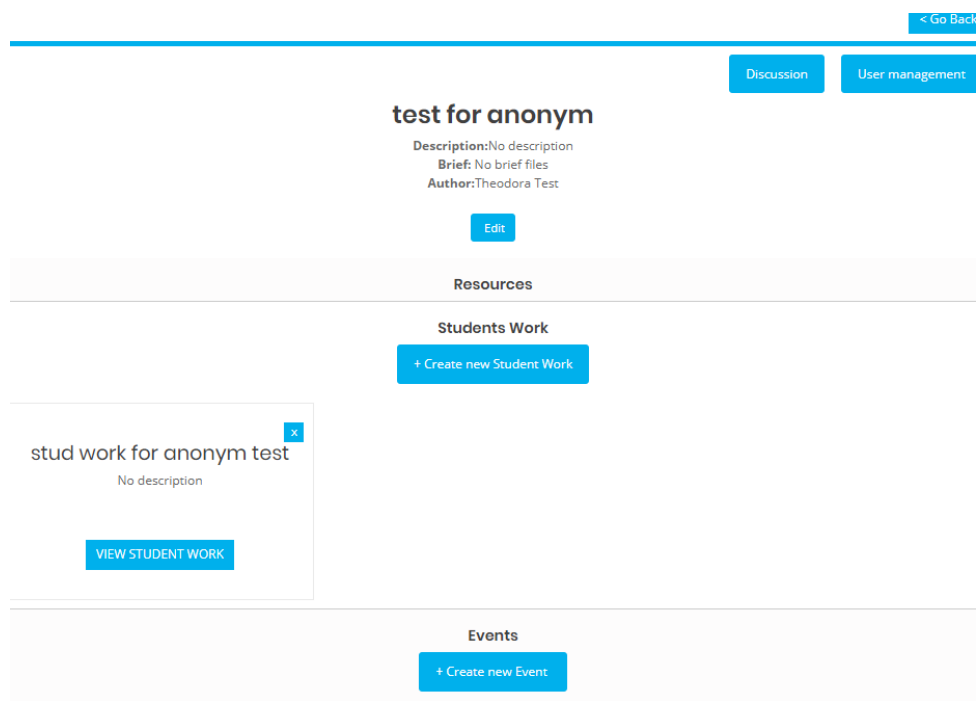 < Go Back
Discussion
User management
test for anonym
Description:No description
Brief: No brief files
Author:Theodora Test
Edit
Resources
Students Work
+ Create new Student Work
x
stud work for anonym test
No description
VIEW STUDENT WORK
Events
+ Create new Event